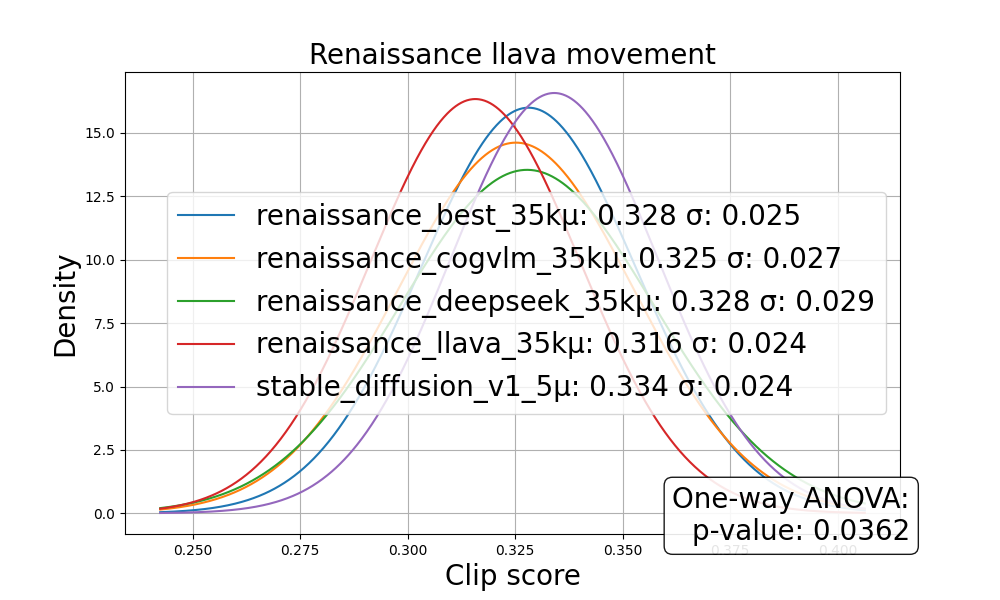 Renaissance llava movement
Density
15.0
12.5
10.0
7.5
5.0
2.5
0.0
renaissance_best_35kμ: 0.328 σ: 0.025
renaissance_cogvlm_35kμ: 0.325 σ: 0.027
renaissance_deepseek_35kμ: 0.328 σ: 0.029
renaissance_llava_35kμ: 0.316 σ: 0.024
stable_diffusion_v1_5μ: 0.334 σ: 0.024
One-way ANOVA:
p-value: 0.0362
0.250 0.275 0.300 0.325 0.350 0.375 0.400
Clip score